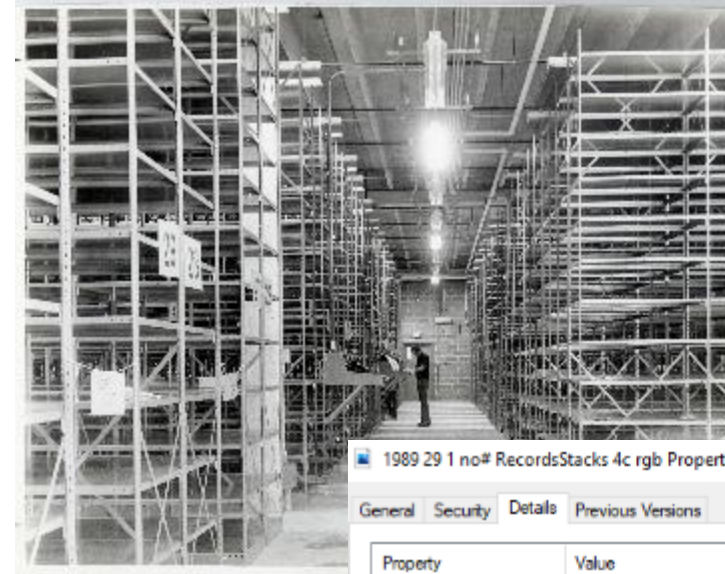 1989 29 1 no# RecordsStacks 4c rgb Propert
General Security Details Previous Versions
Property Value